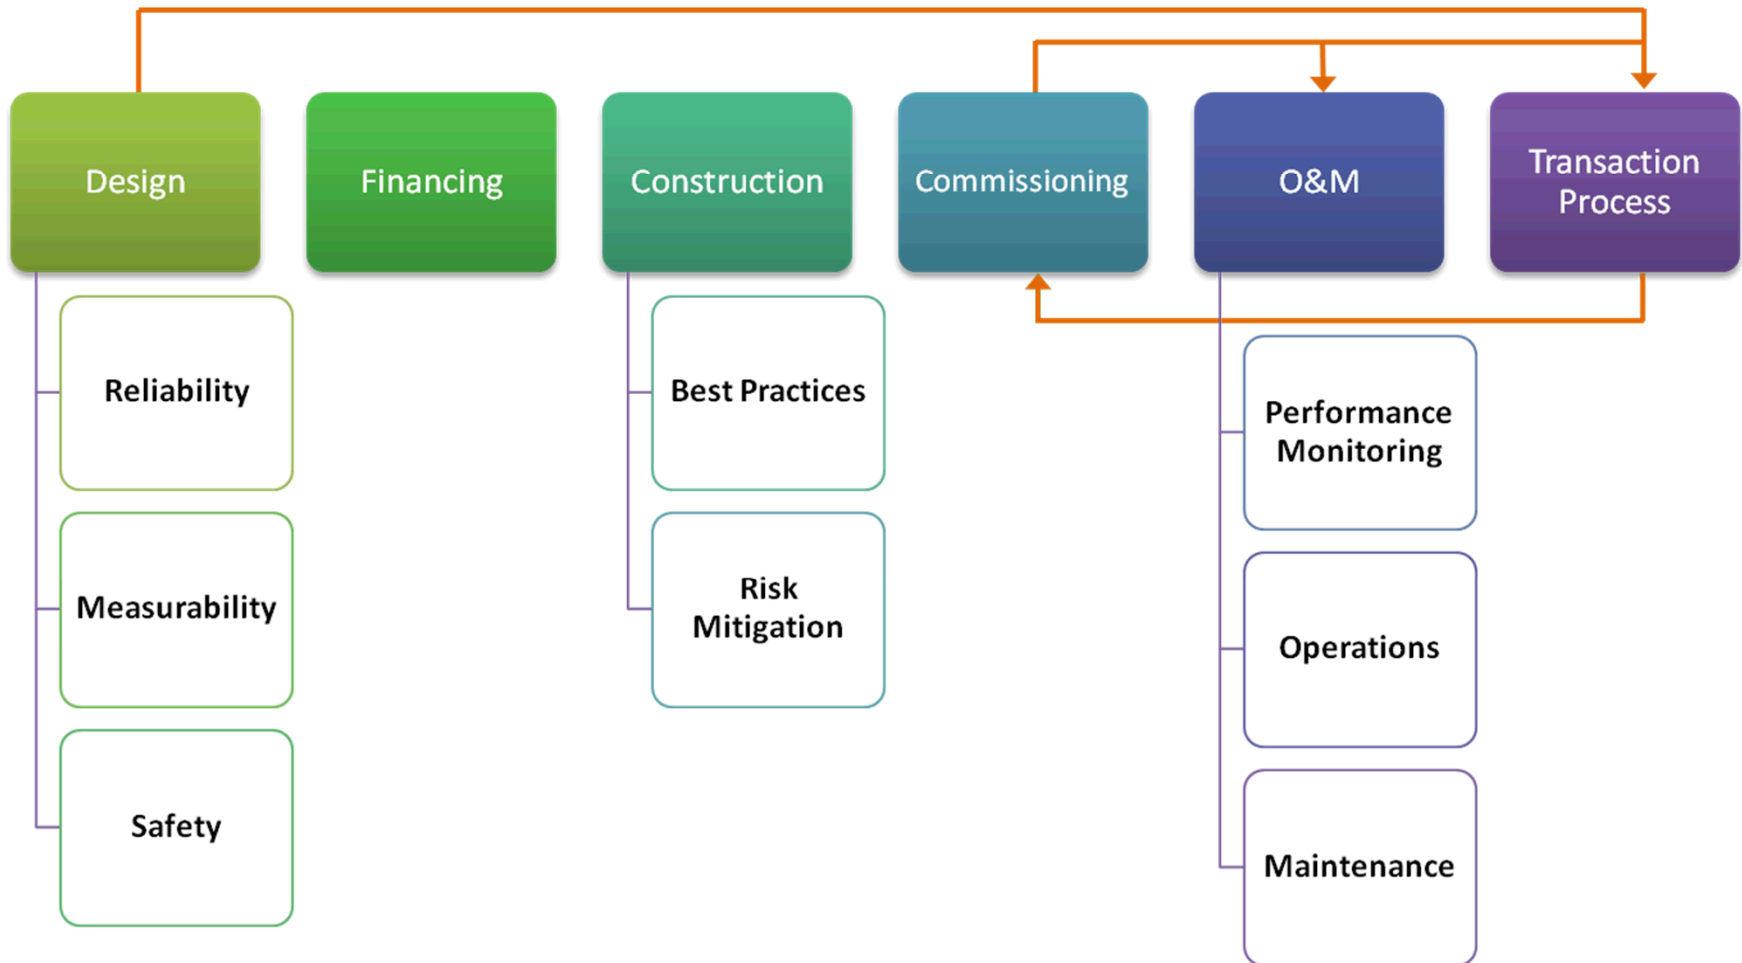 Design
Financing
Construction
Commissioning
O&M
Transaction
Process
Reliability
Measurability
Safety
Best Practices
Risk
Mitigation
Performance
Monitoring
Operations
Maintenance